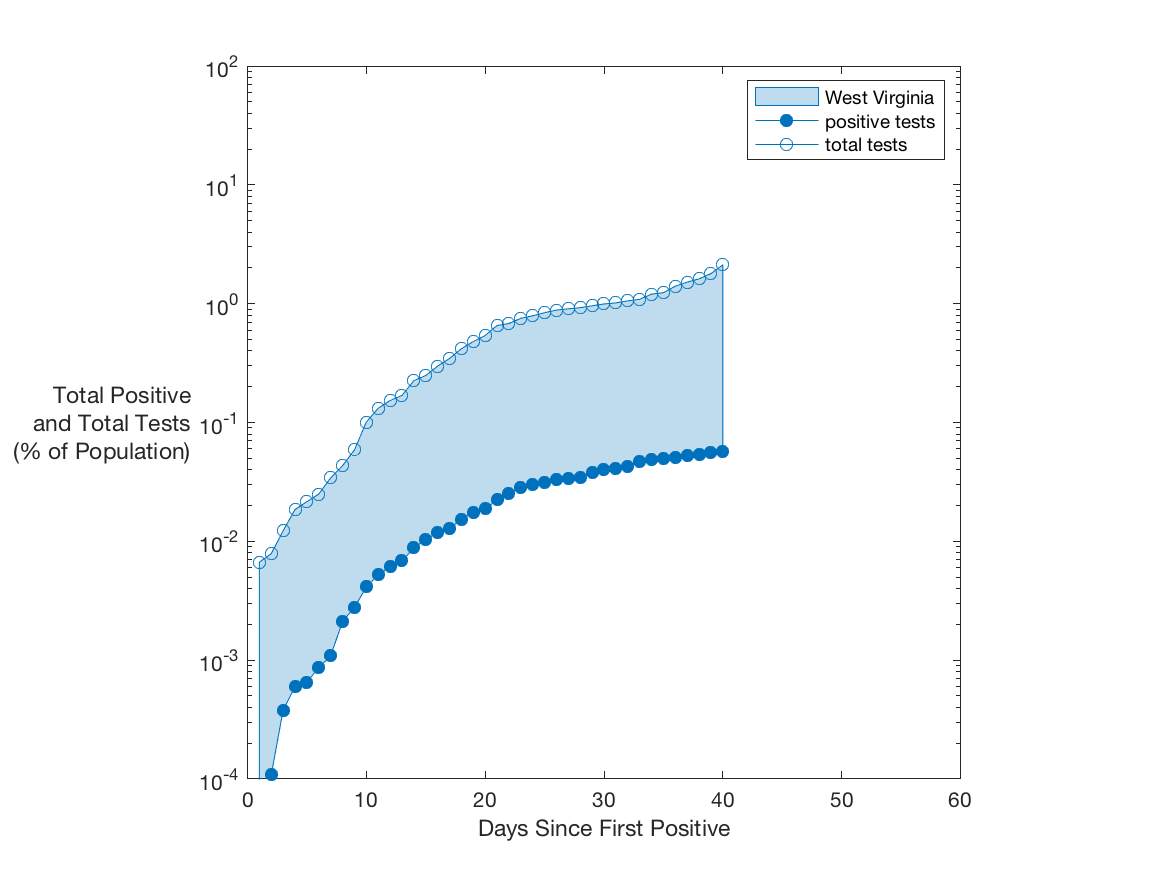 10^2
10^1
10^0
10^-1
10^-2
10^-3
10^-4
Total Positive
and Total Tests
(% of Population)
West Virginia
positive tests
total tests
0 10 20 30 40 50 60
Days Since First Positive